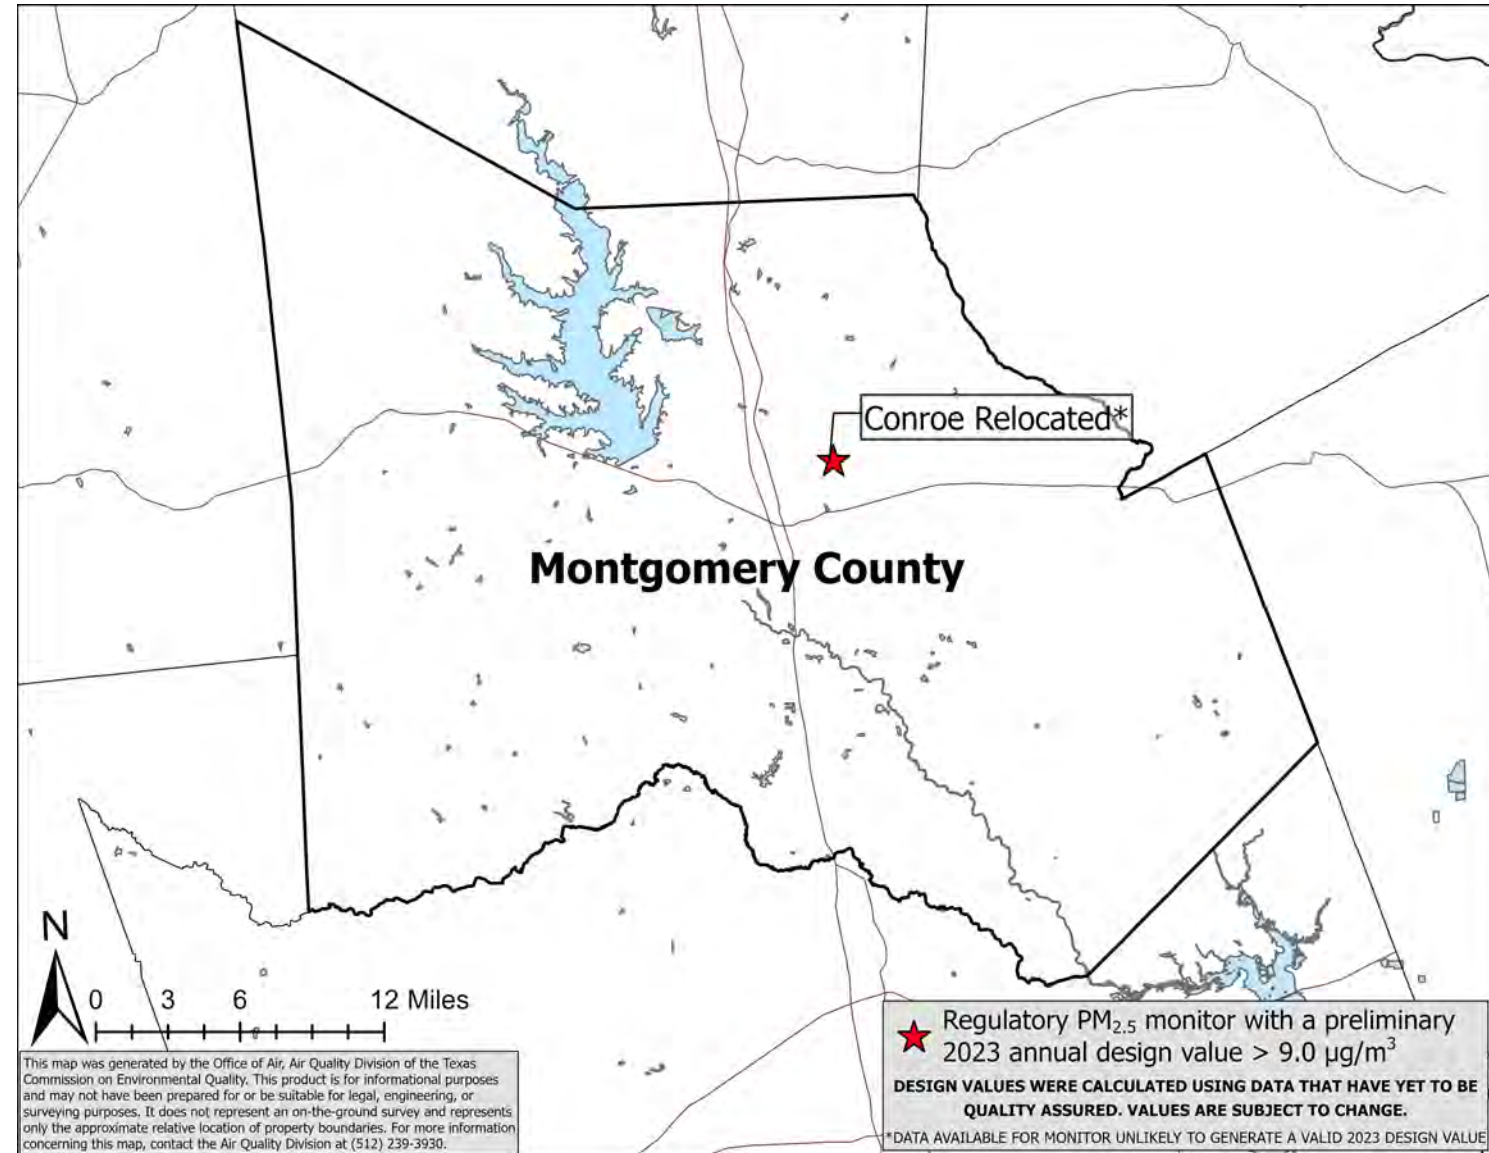 Conroe Relocated*
Montgomery County
N
0 3 6 12 Miles
This map was generated by the Office of Air, Air Quality Division of the Texas
Commission on Environmental Quality. This product is for informational purposes
and may not have been prepared for or be suitable for legal, engineering, or
surveying purposes. It does not represent an on-the-ground survey and represents
only the approximate relative location of property boundaries. For more information
concerning this map, contact the Air Quality Division at (512) 239-3930.
Regulatory PM2.5 monitor with a preliminary
2023 annual design value > 9.0 µg/m³
DESIGN VALUES WERE CALCULATED USING DATA THAT HAVE YET TO BE
QUALITY ASSURED. VALUES ARE SUBJECT TO CHANGE.
*DATA AVAILABLE FOR MONITOR UNLIKELY TO GENERATE A VALID 2023 DESIGN VALUE